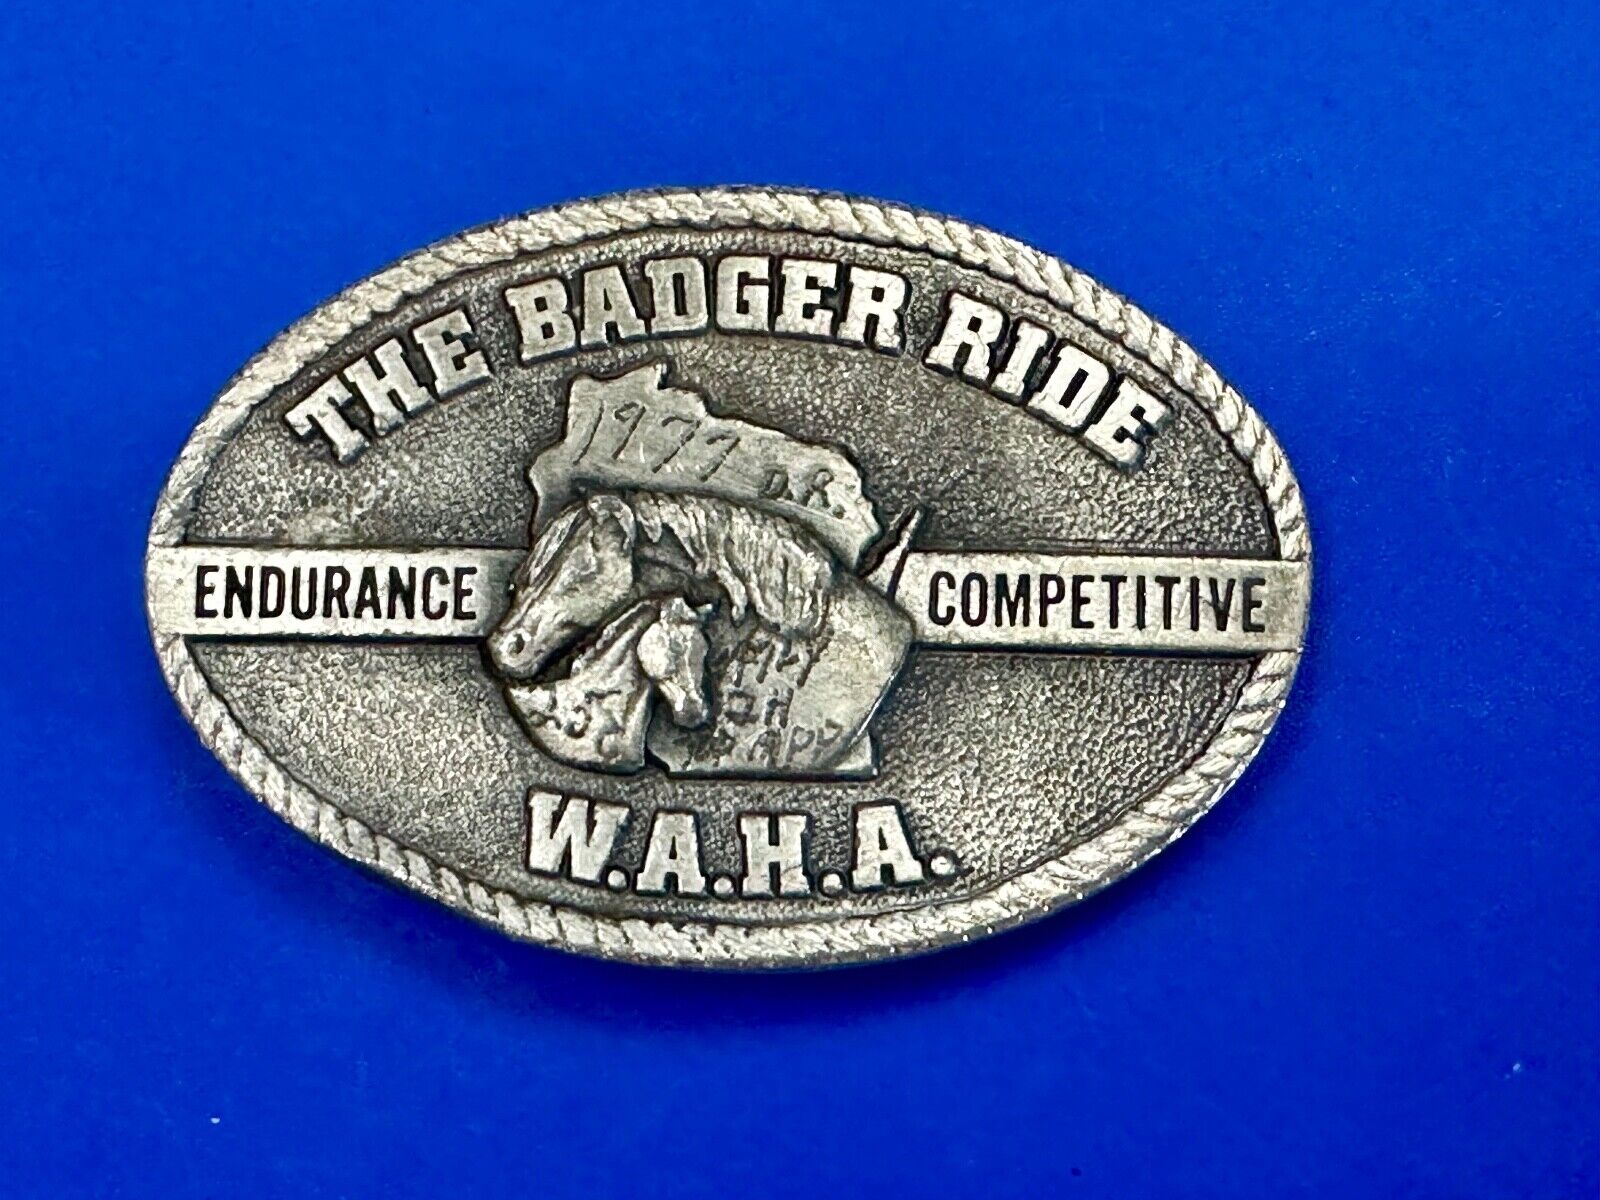 THE BADGER RIDE
1977
D.R.
ENDURANCE
COMPETITIVE
W.A.H.A.